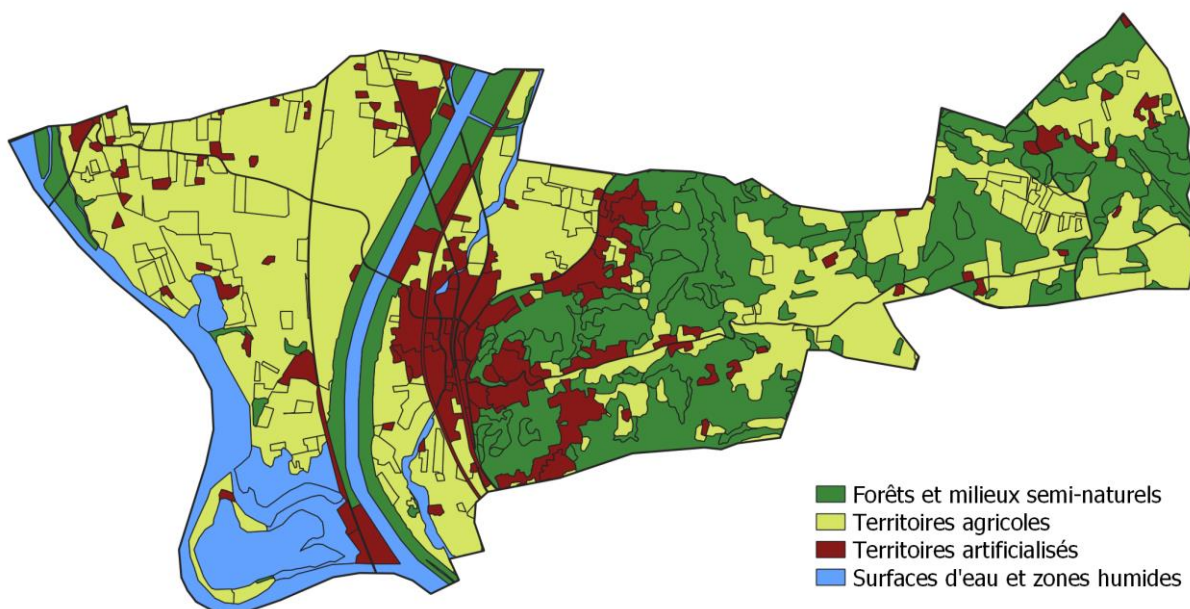 Forêts et milieux semi-naturels
Territoires agricoles
Territoires artificialisés
Surfaces d'eau et zones humides